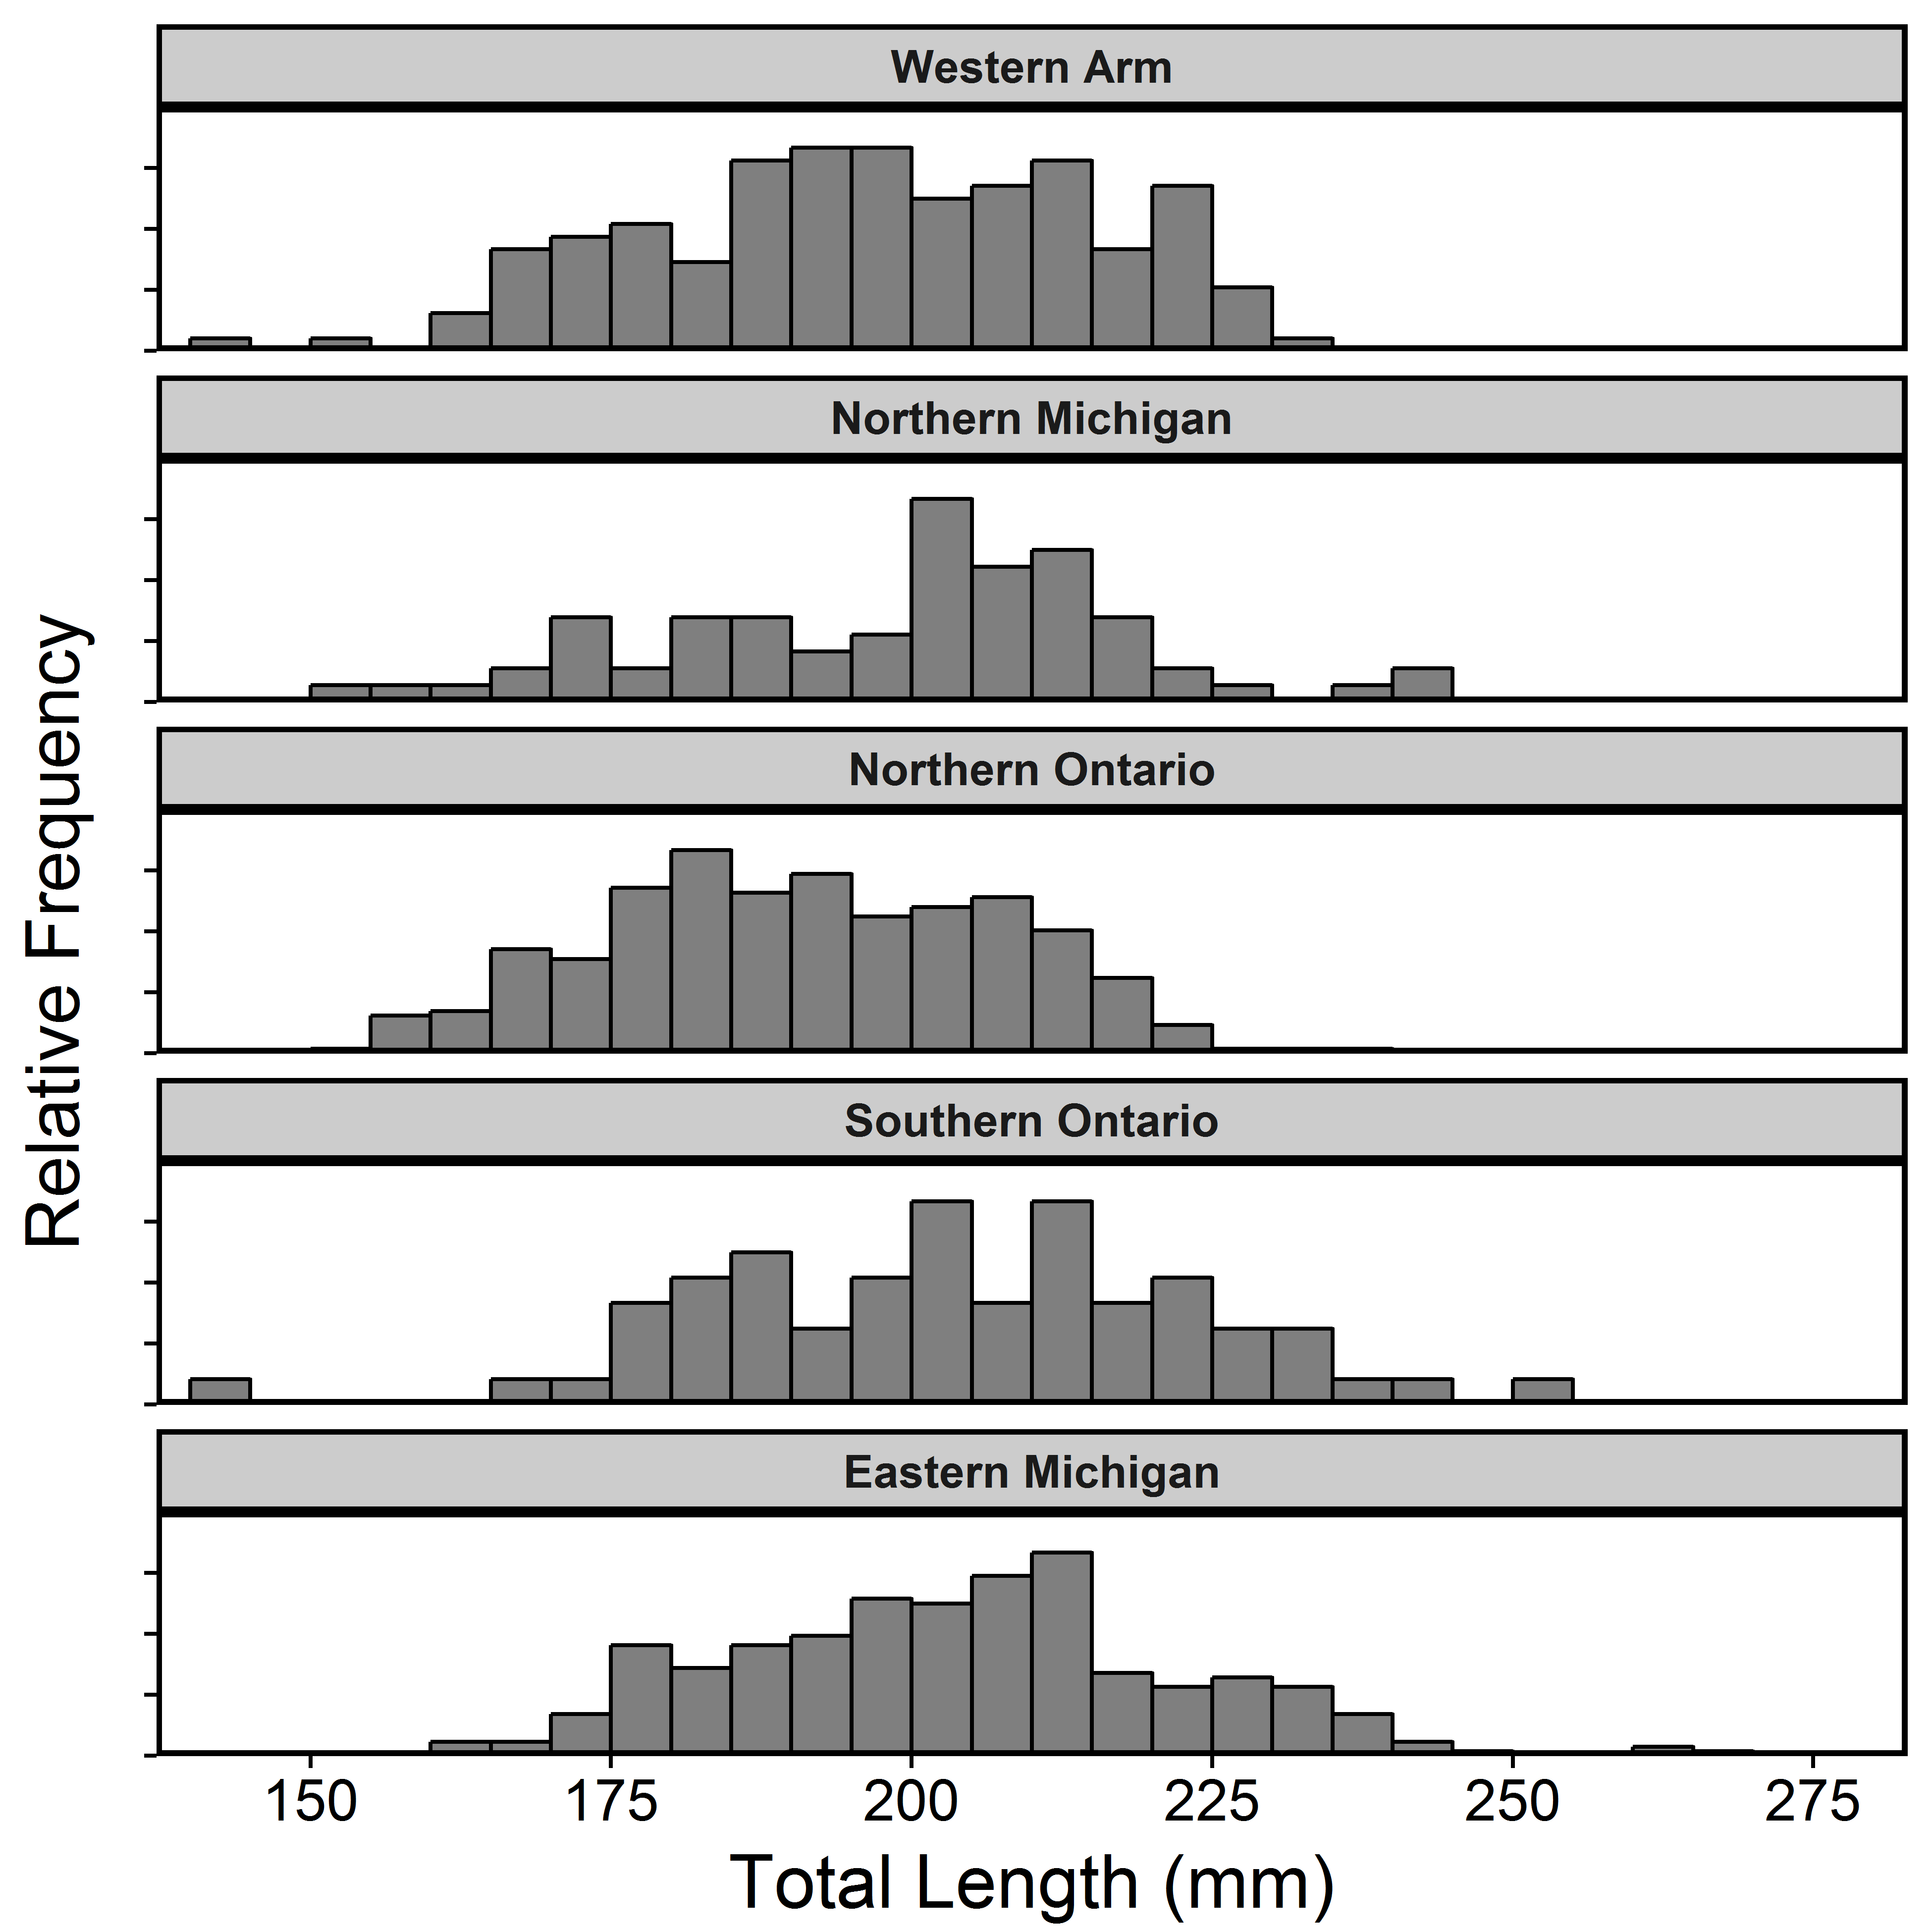 Western Arm
Northern Michigan
Northern Ontario
Southern Ontario
Eastern Michigan
Relative Frequency
150 175 200 225 250 275
Total Length (mm)